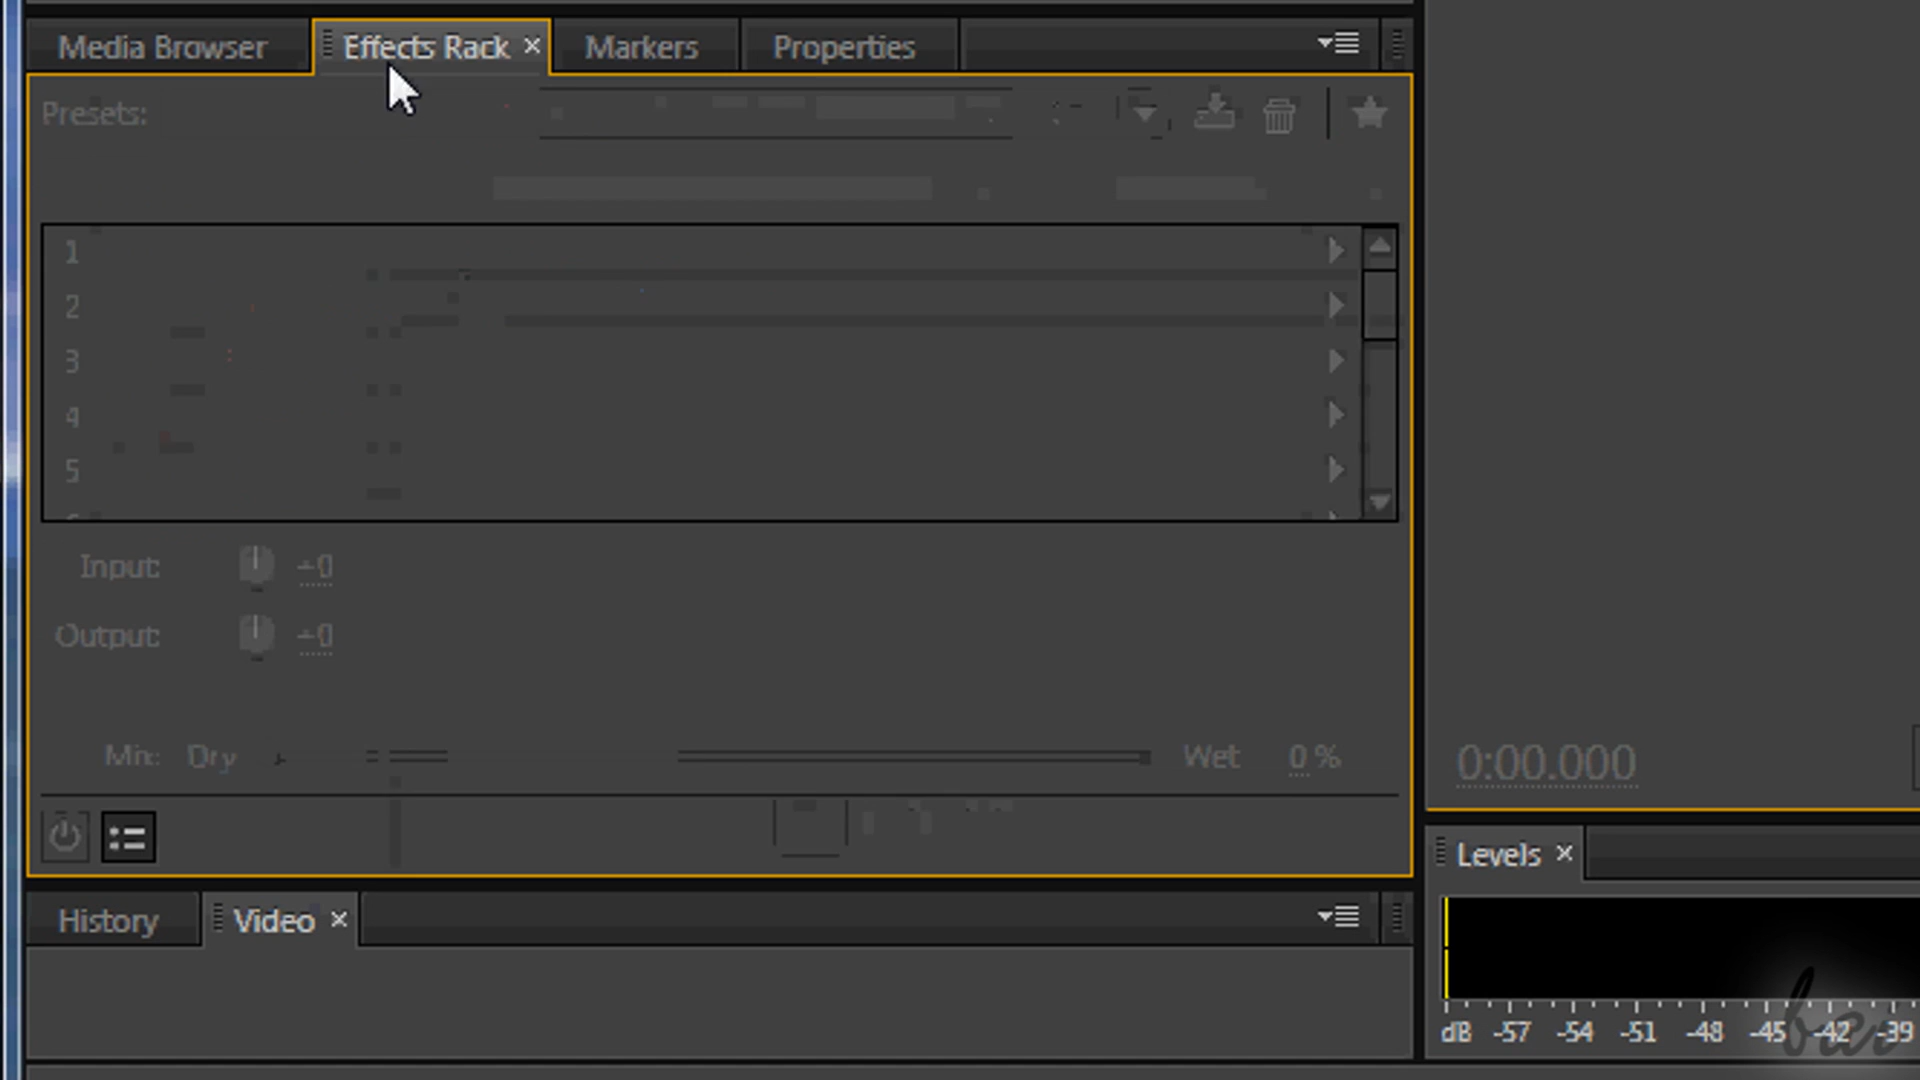 Media Browser Effects Rack × Markers Properties
Presets:
1
2
3
4
5
Input: +0
Output: +0
Mix: Dry Wet 0 %
0:00.000
Levels ×
History Video ×
dB -57 -54 -51 -48 -45 -42 -39